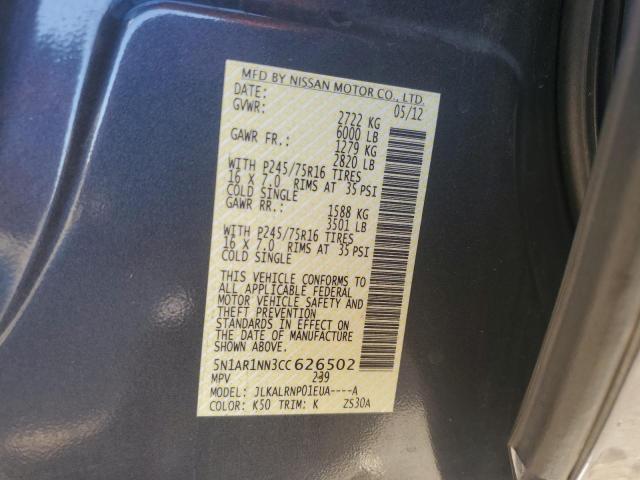 MFD BY NISSAN MOTOR CO., LTD.
DATE: 05/12
GVWR: 2722 KG
6000 LB
GAWR FR.: 1279 KG
2820 LB
WITH P245/75R16 TIRES
16 X 7.0 RIMS AT 35 PSI
COLD SINGLE
GAWR RR.: 1588 KG
3501 LB
WITH P245/75R16 TIRES
16 X 7.0 RIMS AT 35 PSI
COLD SINGLE
THIS VEHICLE CONFORMS TO
ALL APPLICABLE FEDERAL
MOTOR VEHICLE SAFETY AND
THEFT PREVENTION
STANDARDS IN EFFECT ON
THE DATE OF MANUFACTURE
SHOWN ABOVE.
5N1AR1NN3CC626502
MPV 239
MODEL: JLKALRNP01EUA----A
COLOR: K50 TRIM: K ZS30A